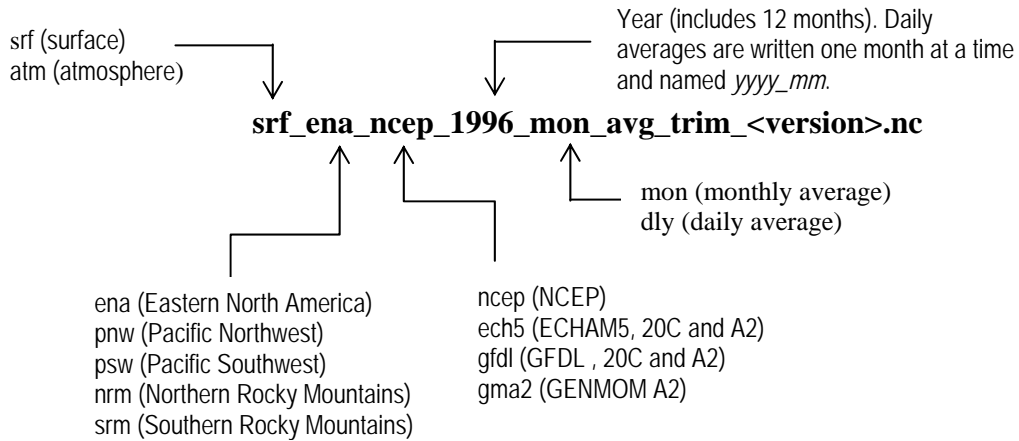 srf (surface)
atm (atmosphere)
Year (includes 12 months). Daily
averages are written one month at a time
and named yyyy_mm.
srf_ena_ncep_1996_mon_avg_trim_<version>.nc
mon (monthly average)
dly (daily average)
ena (Eastern North America)
pnw (Pacific Northwest)
psw (Pacific Southwest)
nrm (Northern Rocky Mountains)
srm (Southern Rocky Mountains)
ncep (NCEP)
ech5 (ECHAM5, 20C and A2)
gfdl (GFDL , 20C and A2)
gma2 (GENMOM A2)